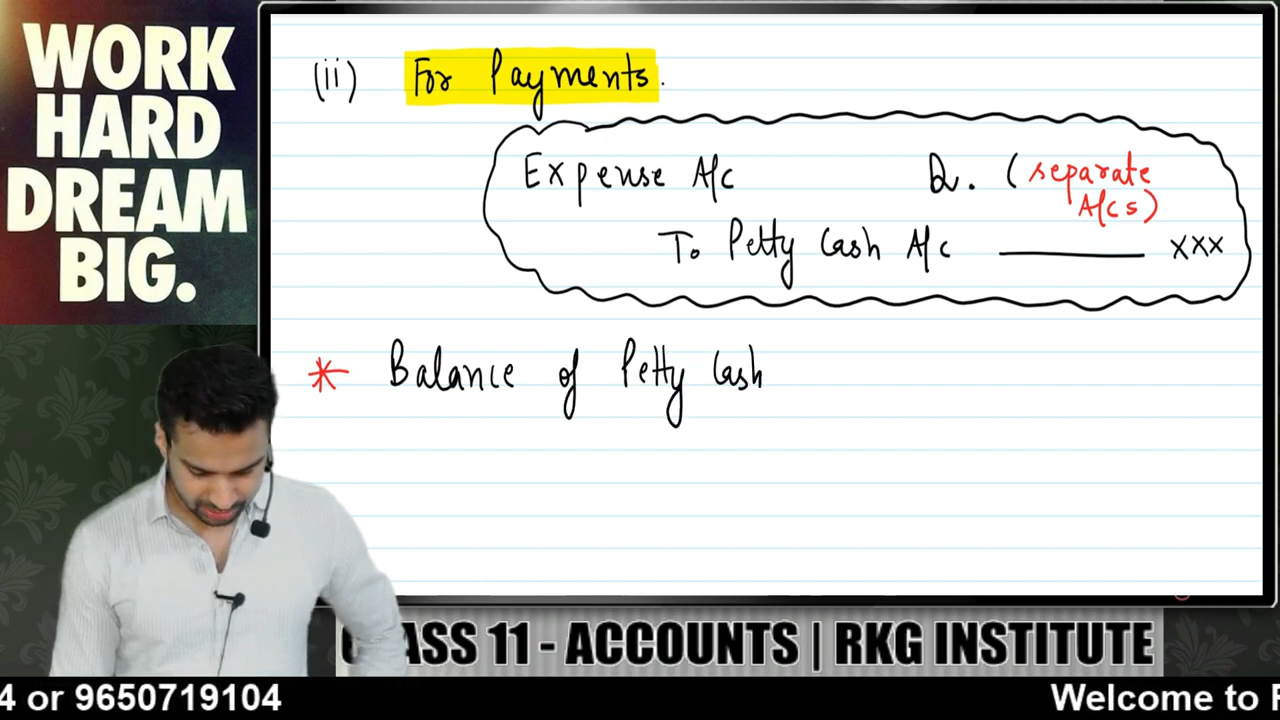 WORK
HARD
DREAM
BIG.
(ii) For Payments.
Expense A/c Dr. (separate
A/cs)
To Petty Cash A/c xxx
* Balance of Petty Cash
CLASS 11 - ACCOUNTS | RKG INSTITUTE
4 or 9650719104
Welcome to